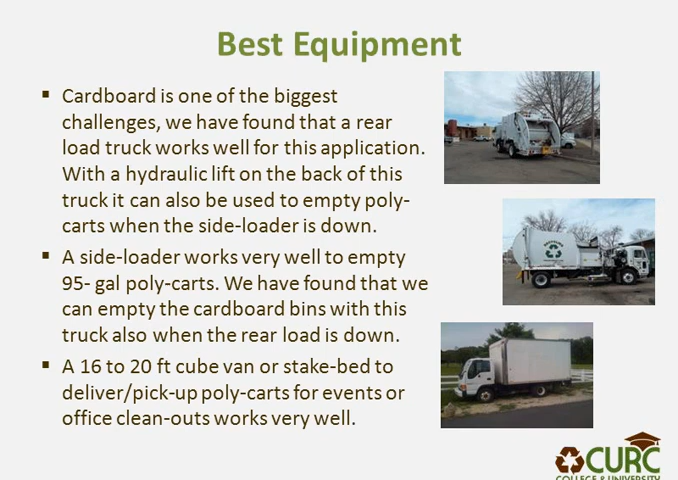 Best Equipment
▪ Cardboard is one of the biggest
challenges, we have found that a rear
load truck works well for this application.
With a hydraulic lift on the back of this
truck it can also be used to empty poly-
carts when the side-loader is down.
▪ A side-loader works very well to empty
95- gal poly-carts. We have found that we
can empty the cardboard bins with this
truck also when the rear load is down.
▪ A 16 to 20 ft cube van or stake-bed to
deliver/pick-up poly-carts for events or
office clean-outs works very well.
CURC
COLLEGE & UNIVERSITY